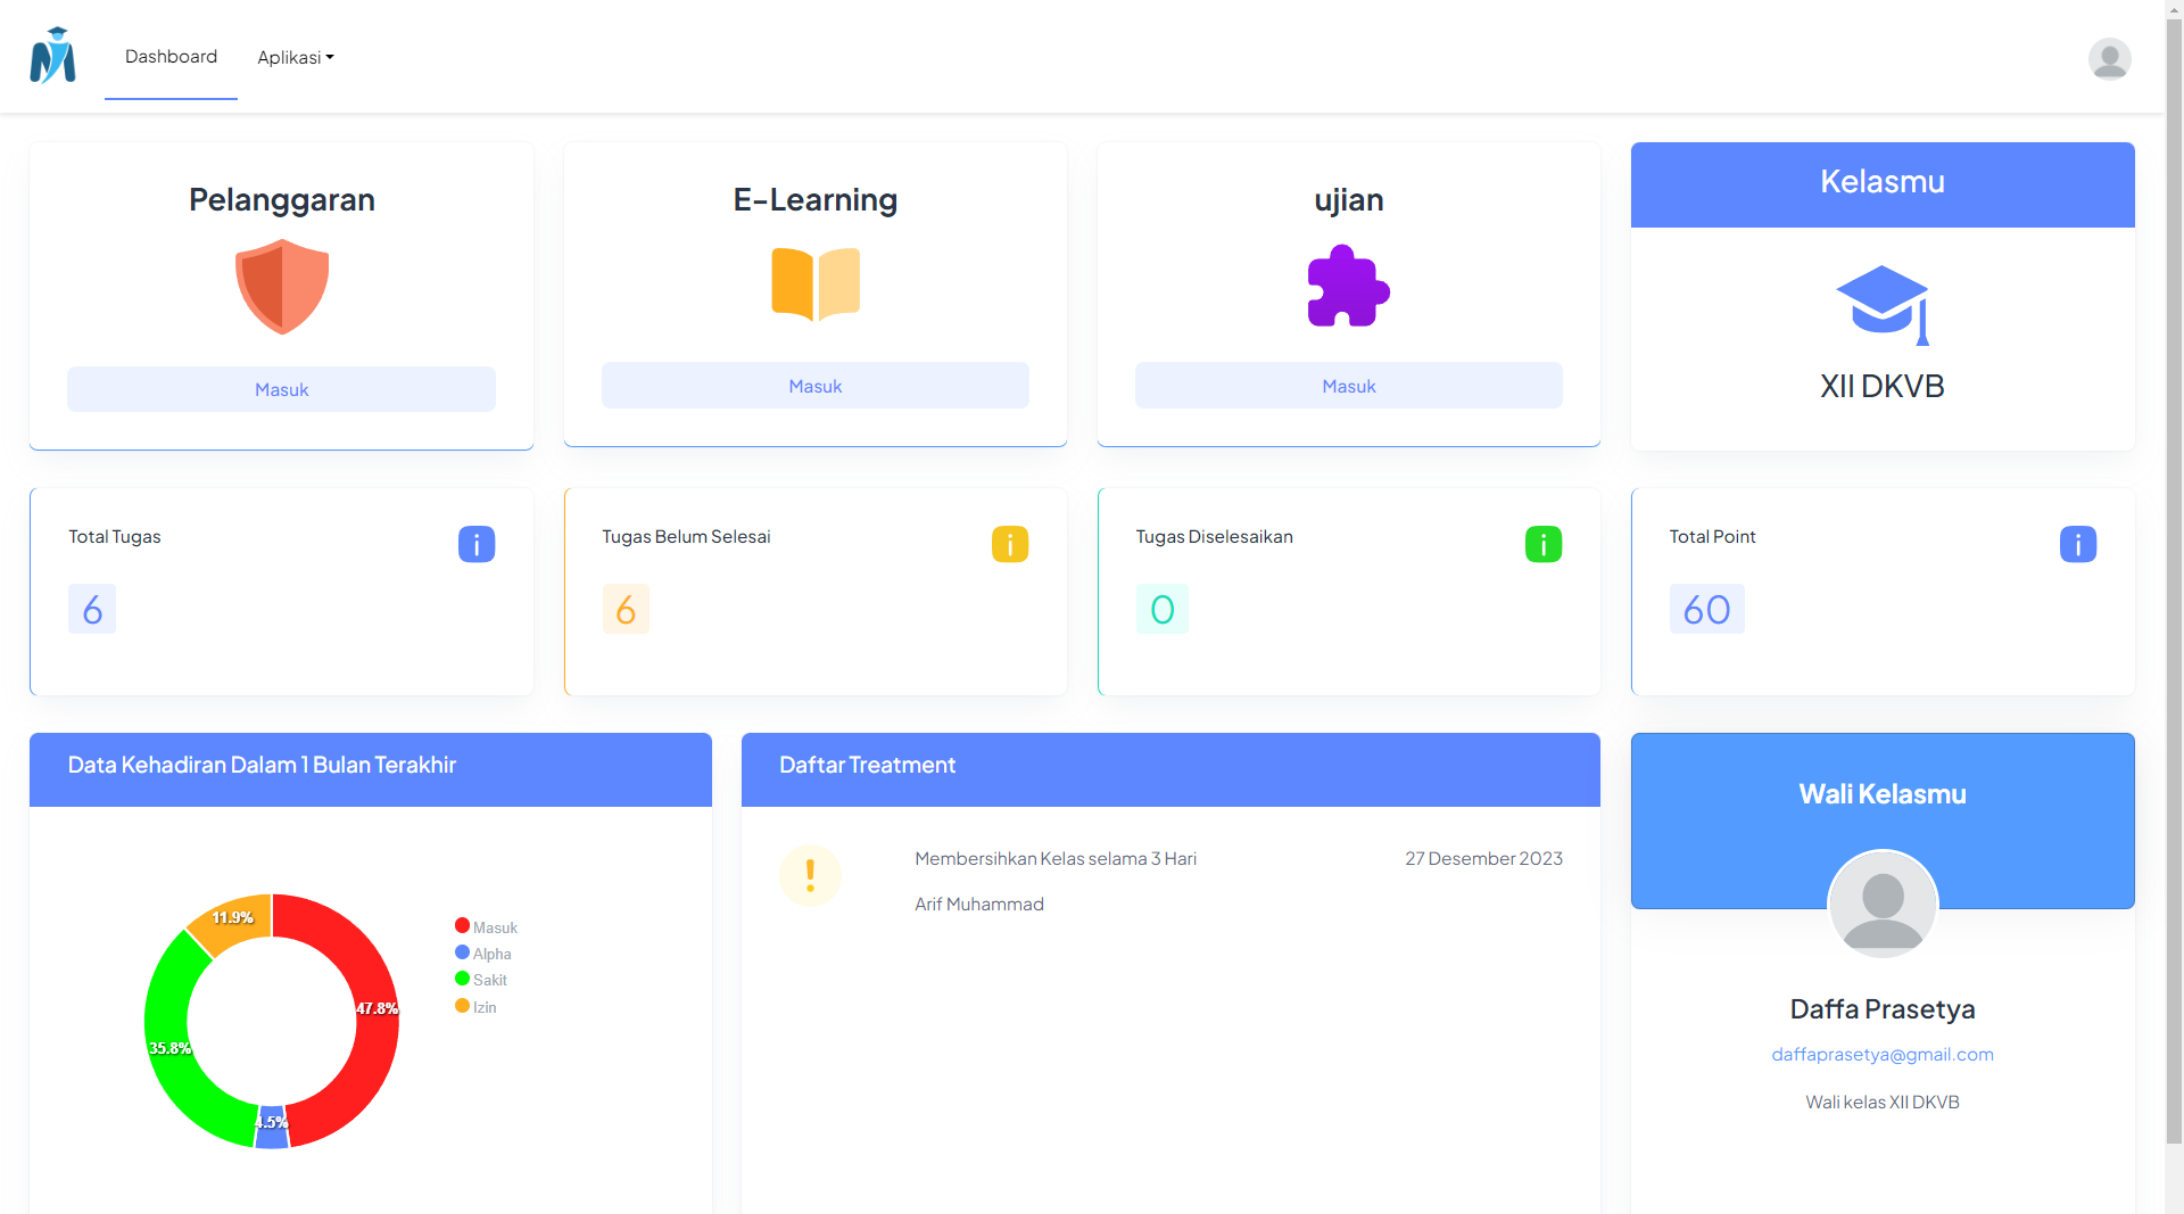 Dashboard
Aplikasi
Pelanggaran
Masuk
E-Learning
Masuk
ujian
Masuk
Kelasmu
XII DKVB
Total Tugas
6
Tugas Belum Selesai
6
Tugas Diselesaikan
0
Total Point
60
Data Kehadiran Dalam 1 Bulan Terakhir
11.9%
47.8%
35.8%
4.5%
Masuk
Alpha
Sakit
Izin
Daftar Treatment
Membersihkan Kelas selama 3 Hari
27 Desember 2023
Arif Muhammad
Wali Kelasmu
Daffa Prasetya
daffaprasetya@gmail.com
Wali kelas XII DKVB